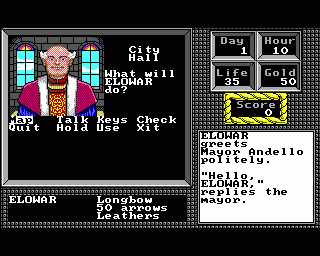 City
Hall
What will
ELOWAR
do?
Map Talk Keys Check
Quit Hold Use Xit
Day
1
Hour
10
Life
35
Gold
50
Score
0
ELOWAR
greets
Mayor Andello
politely.
"Hello,
ELOWAR,"
replies the
mayor.
ELOWAR Longbow
50 arrows
Leathers